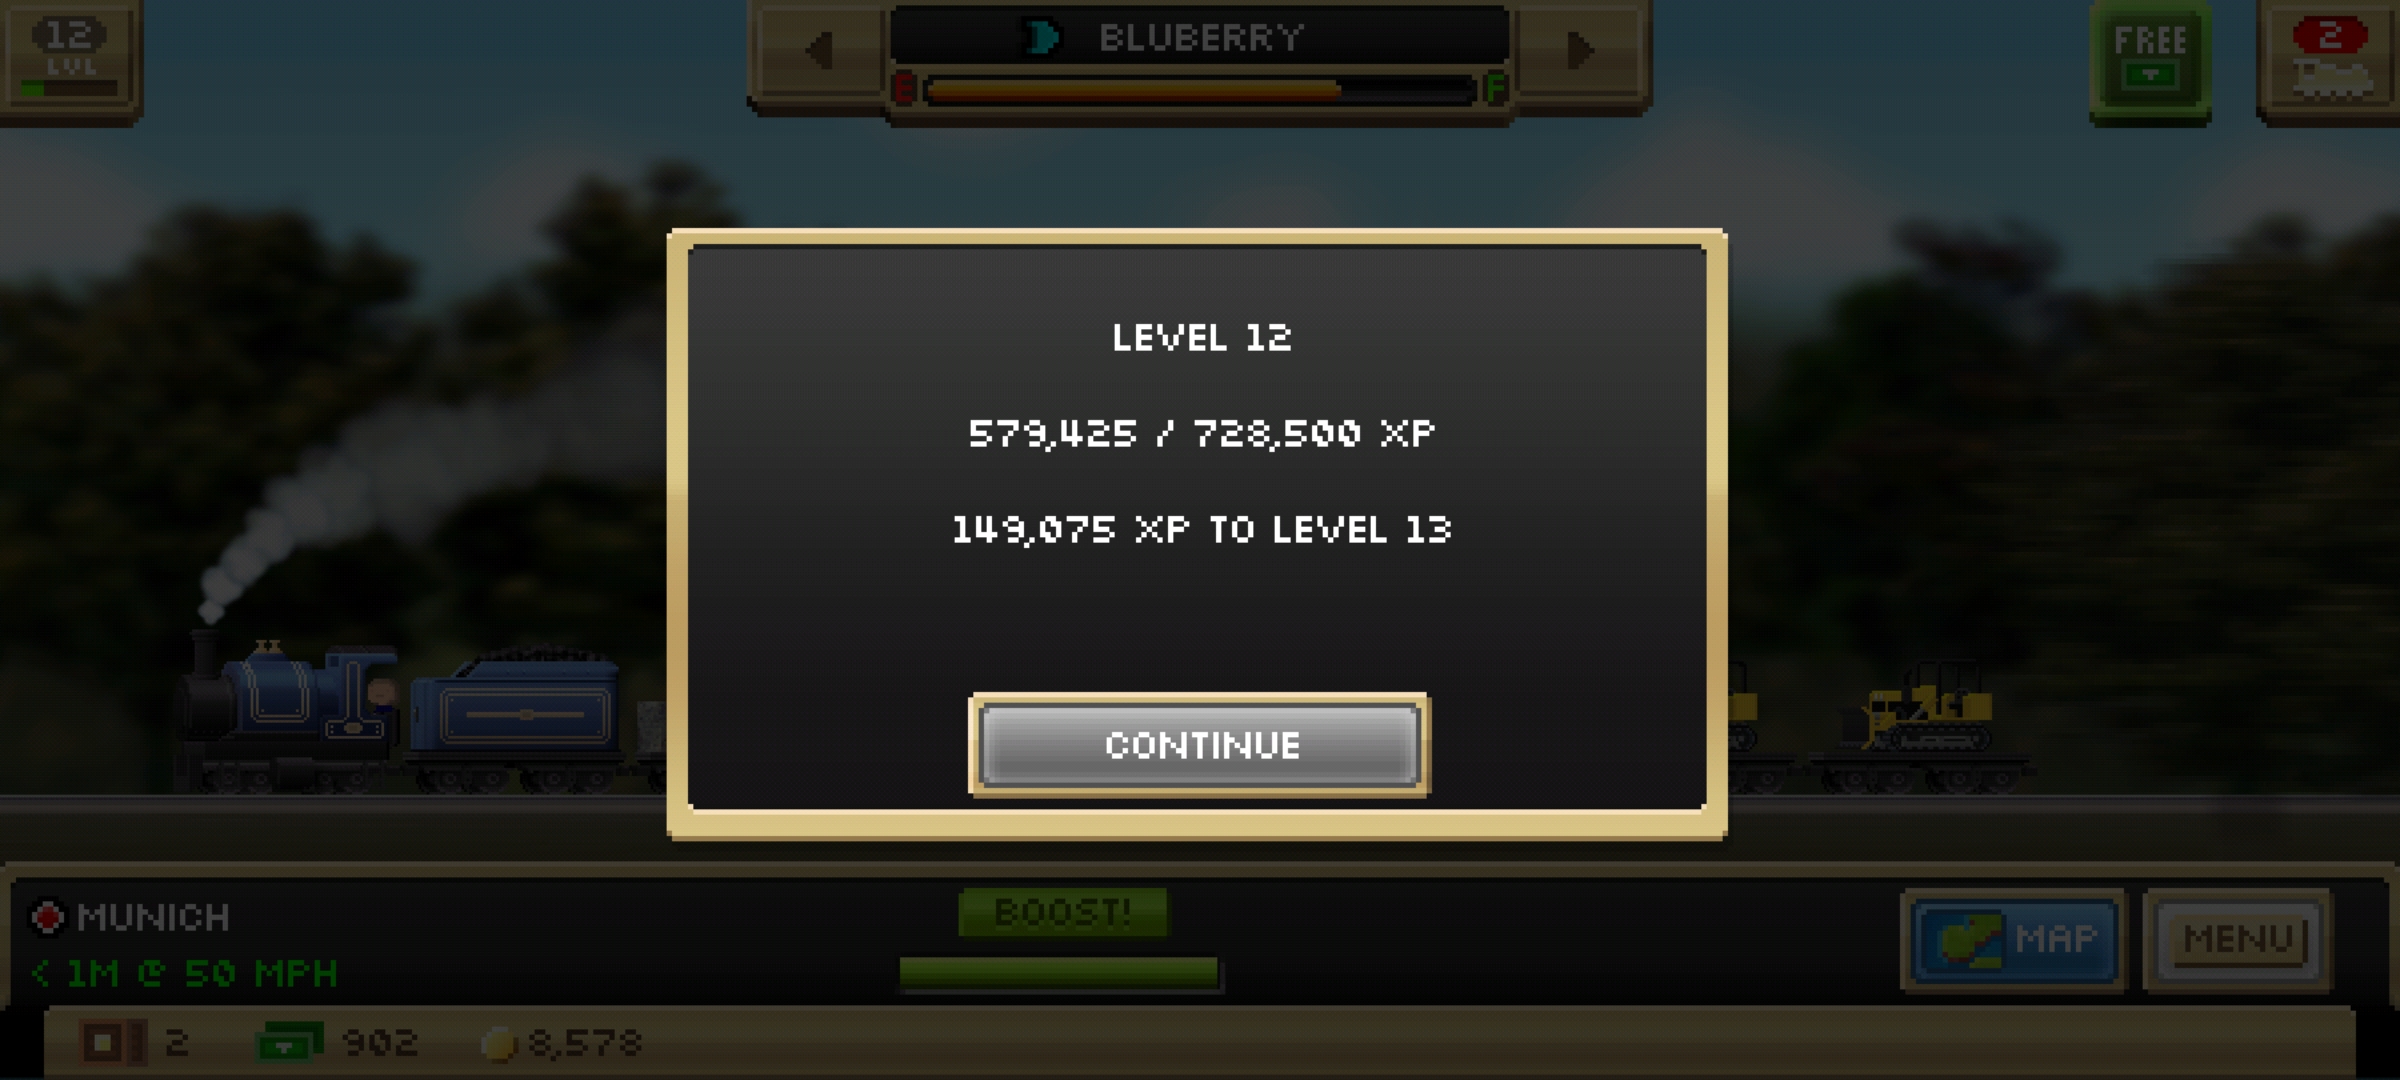 12
LVL
BLUBERRY
E
F
FREE
2
LEVEL 12
579,425 / 728,500 XP
149,075 XP TO LEVEL 13
CONTINUE
MUNICH
< 1M @ 50 MPH
BOOST!
MAP
MENU
2
902
8,578